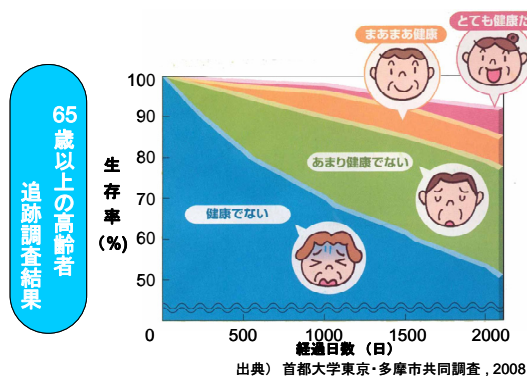 とても健康だ
まあまあ健康
65歳以上の高齢者
追跡調査結果
生存率(%)
100
90
80
70
60
50
あまり健康でない
健康でない
0
500
1000
1500
2000
経過日数 (日)
出典) 首都大学東京・多摩市共同調査 , 2008